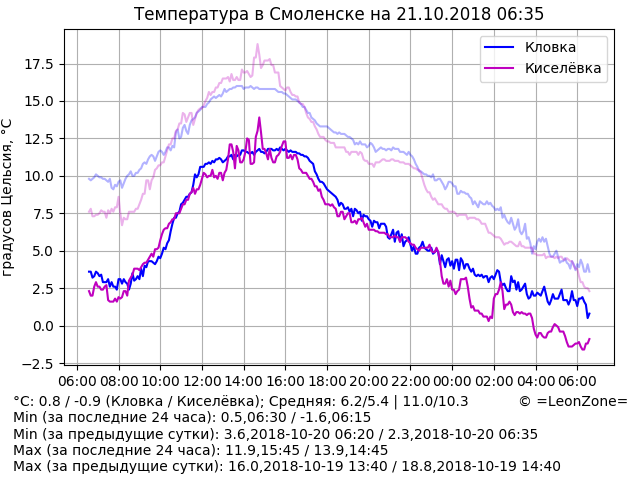 Температура в Смоленске на 21.10.2018 06:35
Кловка
Киселёвка
градусов Цельсия, °C
17.5
15.0
12.5
10.0
7.5
5.0
2.5
0.0
−2.5
06:00 08:00 10:00 12:00 14:00 16:00 18:00 20:00 22:00 00:00 02:00 04:00 06:00
°C: 0.8 / -0.9 (Кловка / Киселёвка); Средняя: 6.2/5.4 | 11.0/10.3 © =LeonZone=
Min (за последние 24 часа): 0.5,06:30 / -1.6,06:15
Min (за предыдущие сутки): 3.6,2018-10-20 06:20 / 2.3,2018-10-20 06:35
Max (за последние 24 часа): 11.9,15:45 / 13.9,14:45
Max (за предыдущие сутки): 16.0,2018-10-19 13:40 / 18.8,2018-10-19 14:40